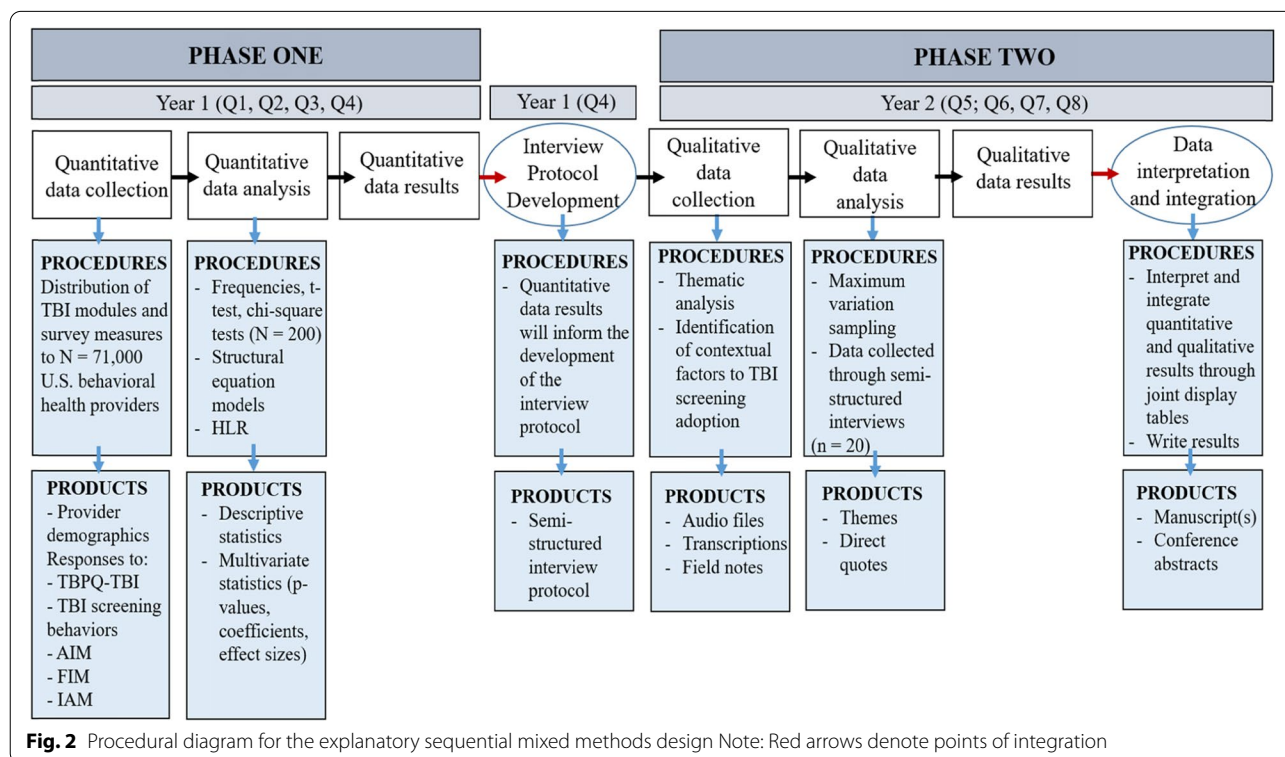 PHASE ONE
PHASE TWO
Year 1 (Q1, Q2, Q3, Q4)
Year 1 (Q4)
Year 2 (Q5; Q6, Q7, Q8)
Quantitative
data collection
Quantitative
data analysis
Quantitative
data results
Interview
Protocol
Development
Qualitative
data
collection
Qualitative
data
analysis
Qualitative
data results
Data
interpretation
and integration
PROCEDURES
Distribution of
TBI modules and
survey measures
to N = 71,000
U.S. behavioral
health providers
PROCEDURES
- Frequencies, t-
test, chi-square
tests (N = 200)
- Structural
equation
models
- HLR
PROCEDURES
- Quantitative
data results
will inform the
development
of the
interview
protocol
PROCEDURES
- Thematic
analysis
- Identification
of contextual
factors to TBI
screening
adoption
PROCEDURES
- Maximum
variation
sampling
- Data collected
through semi-
structured
interviews
(n = 20)
PROCEDURES
- Interpret and
integrate
quantitative
and qualitative
results through
joint display
tables
- Write results
PRODUCTS
- Provider
demographics
Responses to:
- TBPQ-TBI
- TBI screening
behaviors
- AIM
- FIM
- IAM
PRODUCTS
- Descriptive
statistics
- Multivariate
statistics (p-
values,
coefficients,
effect sizes)
PRODUCTS
- Semi-
structured
interview
protocol
PRODUCTS
- Audio files
- Transcriptions
- Field notes
PRODUCTS
- Themes
- Direct
quotes
PRODUCTS
- Manuscript(s)
- Conference
abstracts
Fig. 2 Procedural diagram for the explanatory sequential mixed methods design Note: Red arrows denote points of integration